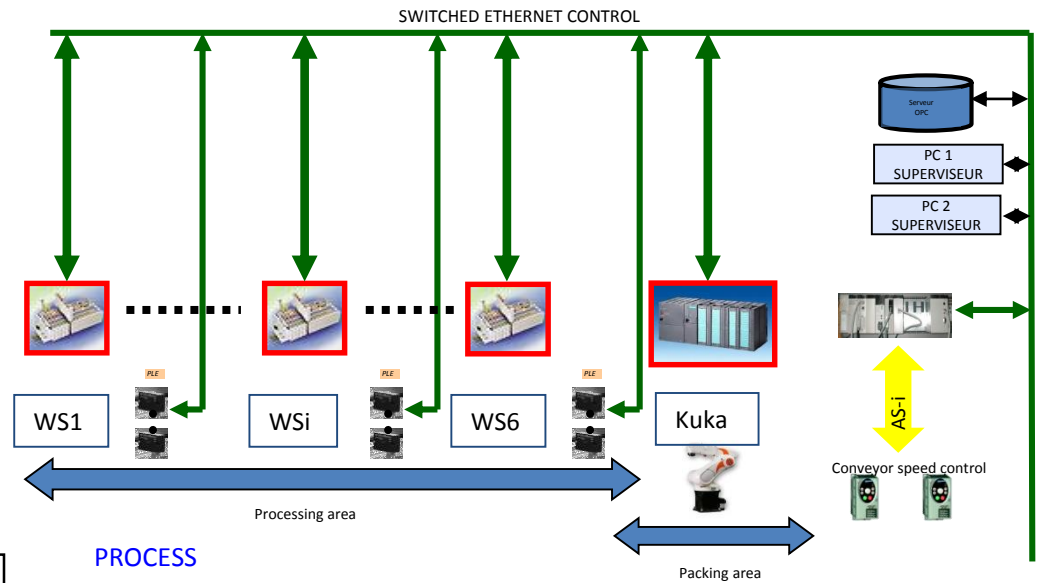 SWITCHED ETHERNET CONTROL
Serveur
OPC
PC 1
SUPERVISEUR
PC 2
SUPERVISEUR
PLE
PLE
PLE
WS1
WSi
WS6
Kuka
AS-i
Conveyor speed control
Processing area
PROCESS
Packing area